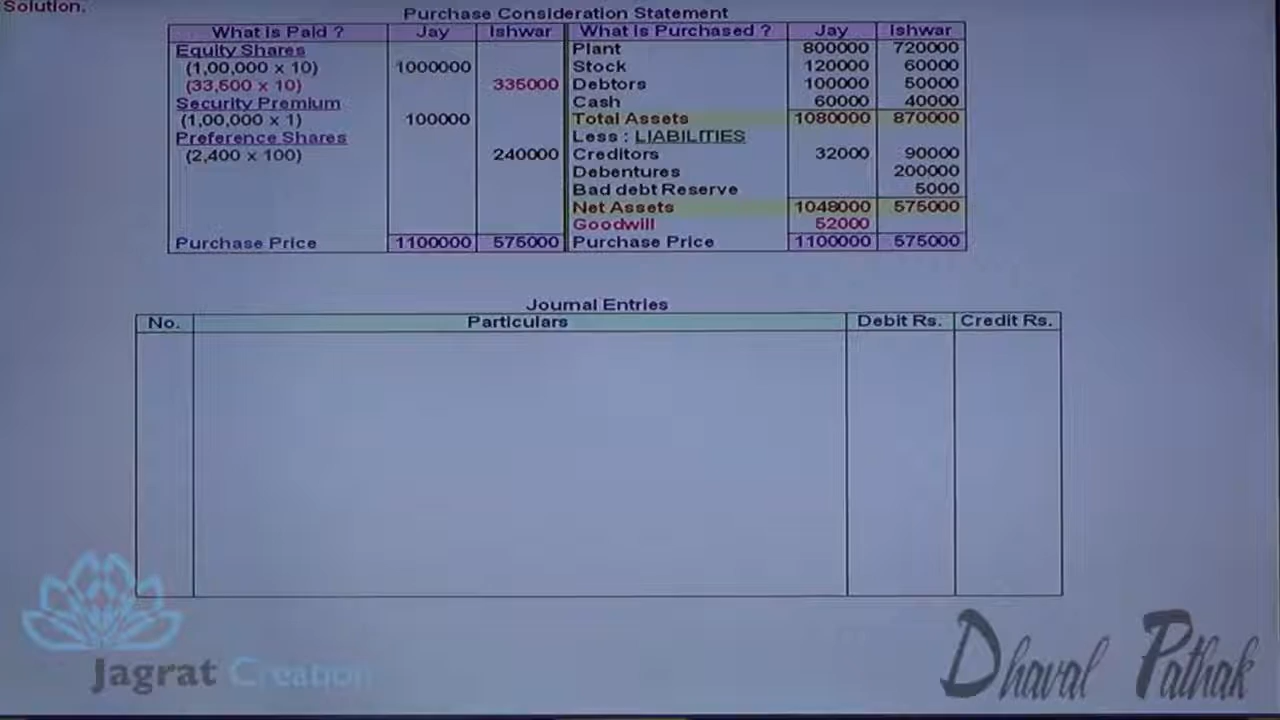 Solution.
Purchase Consideration Statement
What is Paid ? Jay Ishwar What is Purchased ? Jay Ishwar
Equity Shares Plant 800000 720000
(1,00,000 x 10) 1000000 Stock 120000 60000
(33,500 x 10) 335000 Debtors 100000 50000
Security Premium Cash 60000 40000
(1,00,000 x 1) 100000 Total Assets 1080000 870000
Preference Shares Less : LIABILITIES
(2,400 x 100) 240000 Creditors 32000 90000
Debentures 200000
Bad debt Reserve 5000
Net Assets 1048000 575000
Goodwill 52000
Purchase Price 1100000 575000 Purchase Price 1100000 575000
Journal Entries
No. Particulars Debit Rs. Credit Rs.
Jagrat Creation
Dhaval Pathak